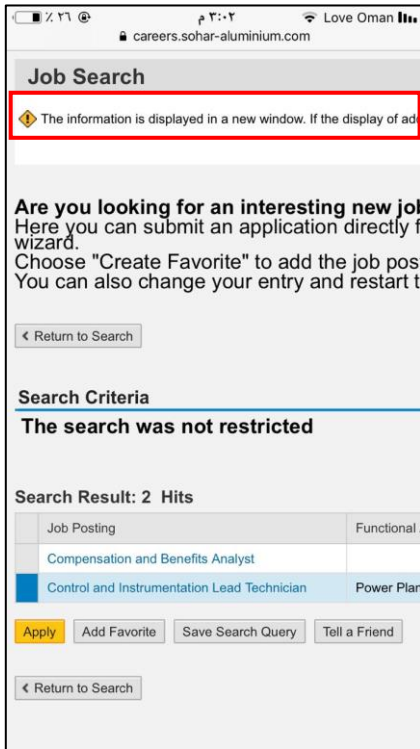 ٪ ٢٦ ٣:٠٢ م Love Oman
careers.sohar-aluminium.com
Job Search
The information is displayed in a new window. If the display of
Are you looking for an interesting new
Here you can submit an application directly
wizard.
Choose "Create Favorite" to add the job
You can also change your entry and restart
Return to Search
Search Criteria
The search was not restricted
Search Result: 2 Hits
Job Posting Functional
Compensation and Benefits Analyst
Control and Instrumentation Lead Technician Power
Apply Add Favorite Save Search Query Tell a Friend
Return to Search